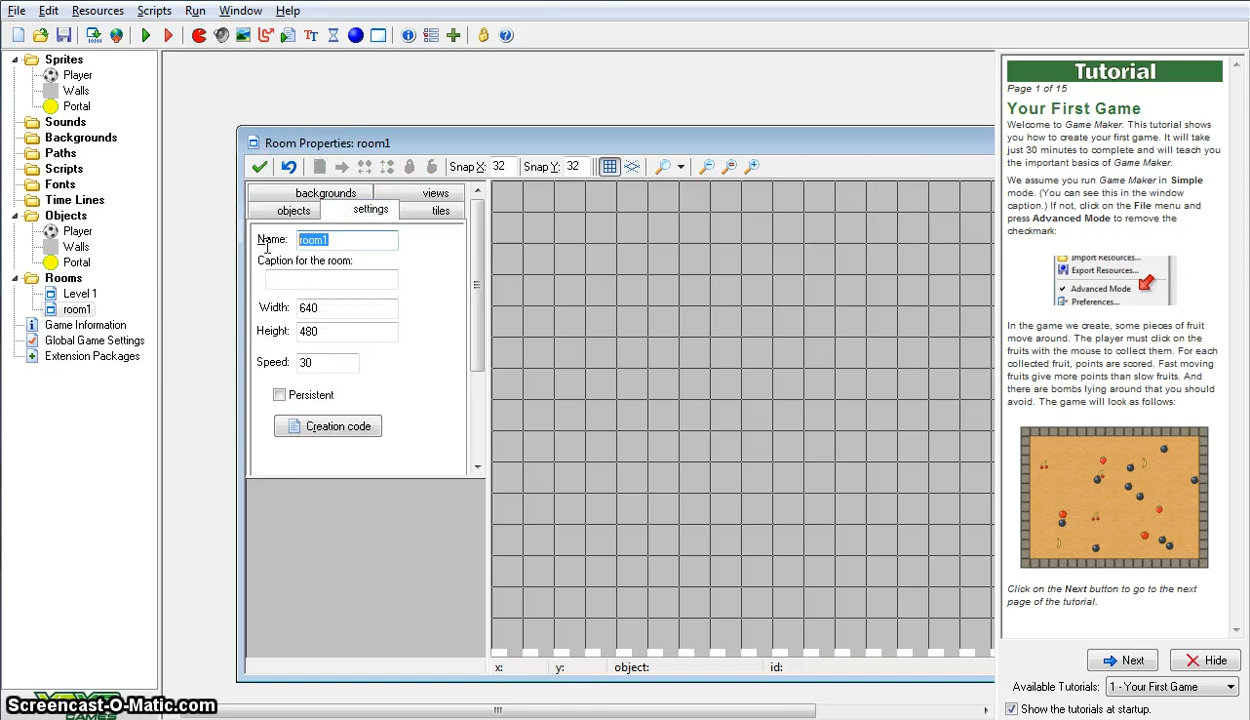 File Edit Resources Scripts Run Window Help
Sprites
Player
Walls
Portal
Sounds
Backgrounds
Paths
Scripts
Fonts
Time Lines
Objects
Player
Walls
Portal
Rooms
Level 1
room1
Game Information
Global Game Settings
Extension Packages
Room Properties: room1
Snap X: 32 Snap Y: 32
backgrounds views
objects settings tiles
Name: room1
Caption for the room:
Width: 640
Height: 480
Speed: 30
Persistent
Creation code
x: y: object: id:
Tutorial
Page 1 of 15
Your First Game
Welcome to Game Maker. This tutorial shows
you how to create your first game. It will take
just 30 minutes to complete and will teach you
the important basics of Game Maker.
We assume you run Game Maker in Simple
mode. (You can see this in the window
caption.) If not, click on the File menu and
press Advanced Mode to remove the
checkmark:
Import Resources...
Export Resources...
Advanced Mode
Preferences...
In the game we create, some pieces of fruit
move around. The player must click on the
fruits with the mouse to collect them. For each
collected fruit, points are scored. Fast moving
fruits give more points than slow fruits. And
there are bombs lying around that you should
avoid. The game will look as follows:
Click on the Next button to go to the next
page of the tutorial.
Next Hide
Available Tutorials: 1 - Your First Game
Show the tutorials at startup.
Screencast-O-Matic.com